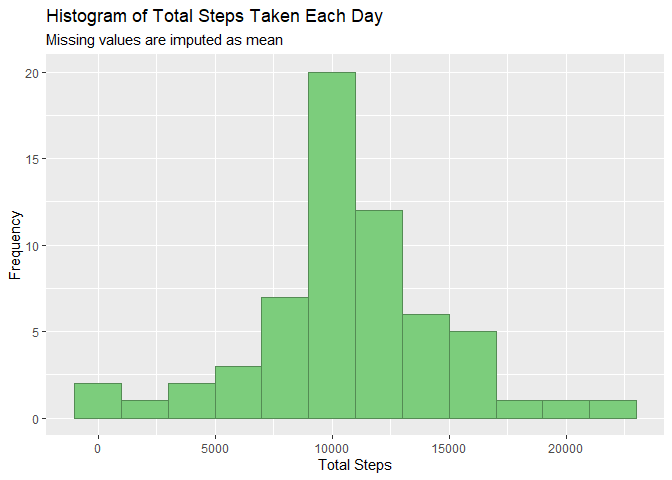 Histogram of Total Steps Taken Each Day
Missing values are imputed as mean
20
15
10
5
0
Frequency
0 5000 10000 15000 20000
Total Steps